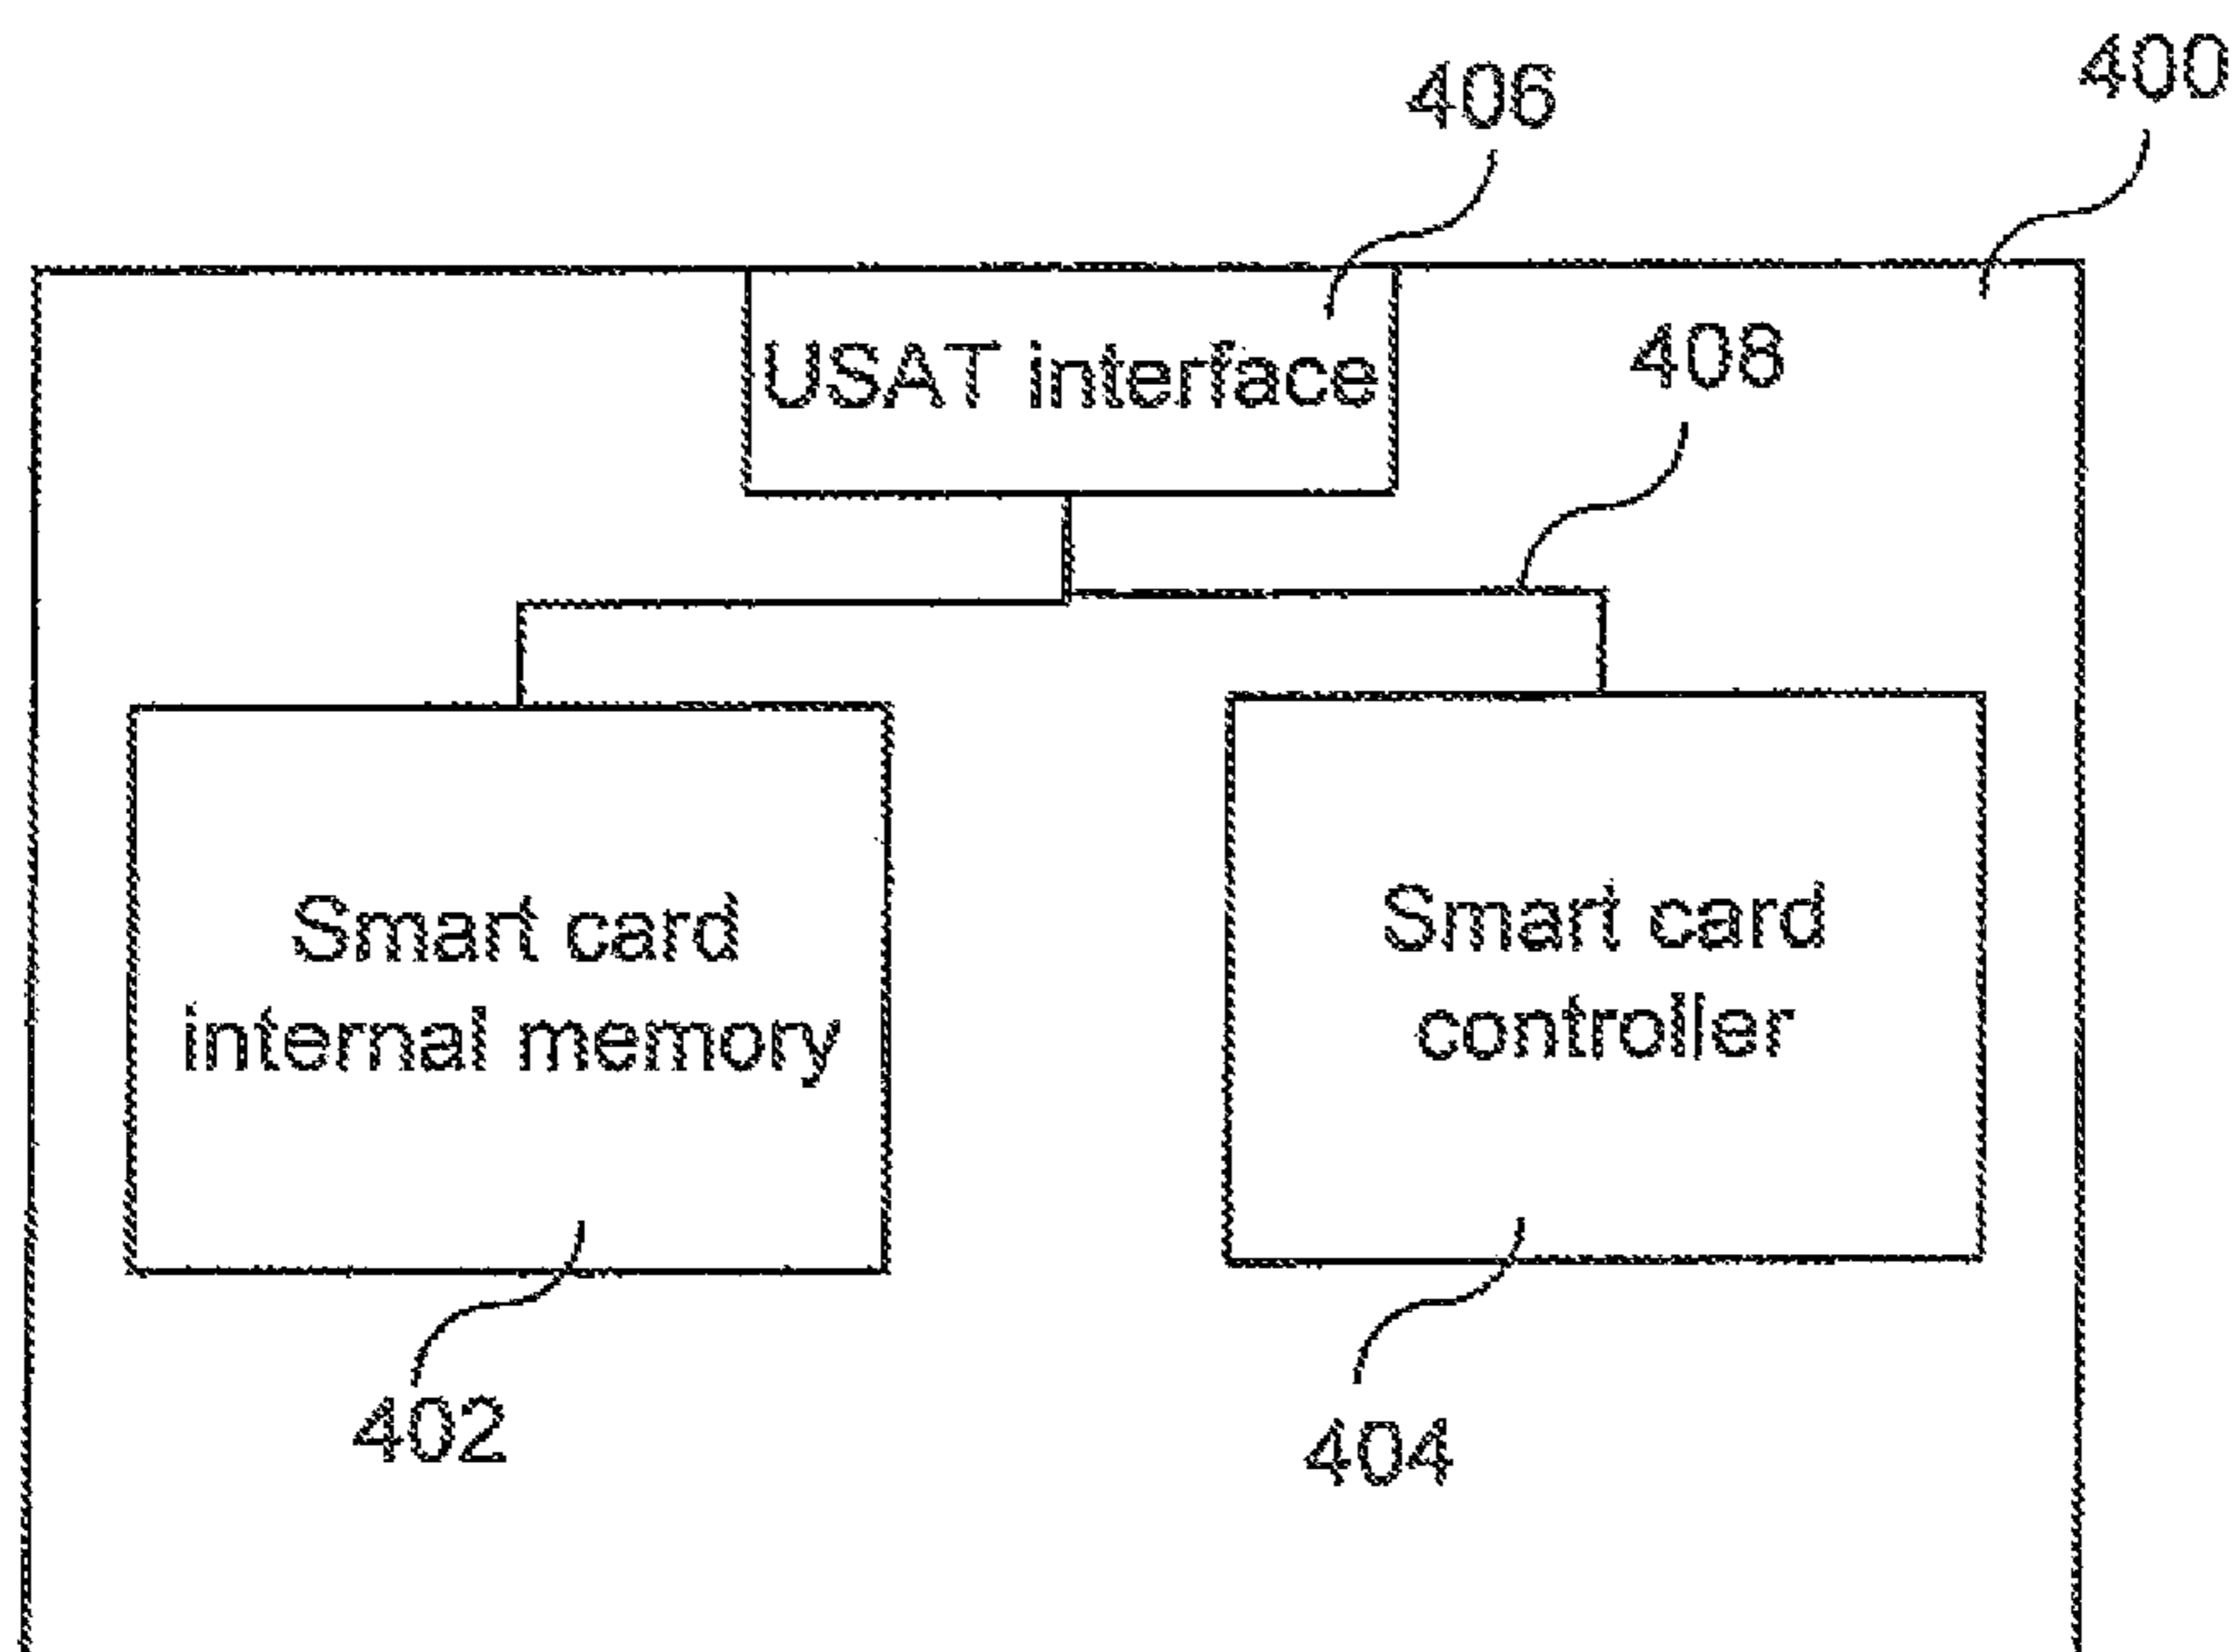 400
406
USAT interface
408
Smart card
internal memory
Smart card
controller
402
404